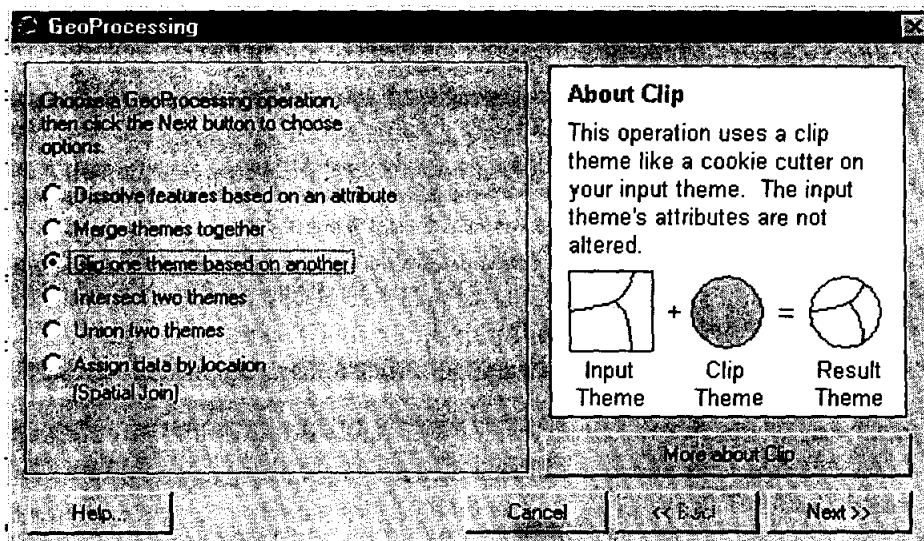 GeoProcessing
Choose a GeoProcessing operation,
then click the Next button to choose
options.
Dissolve features based on an attribute
Merge themes together
Clip one theme based on another
Intersect two themes
Union two themes
Assign data by location
(Spatial Join)
About Clip
This operation uses a clip
theme like a cookie cutter on
your input theme. The input
theme's attributes are not
altered.
+ =
Input Clip Result
Theme Theme Theme
More about Clip...
Help... Cancel << Back Next >>